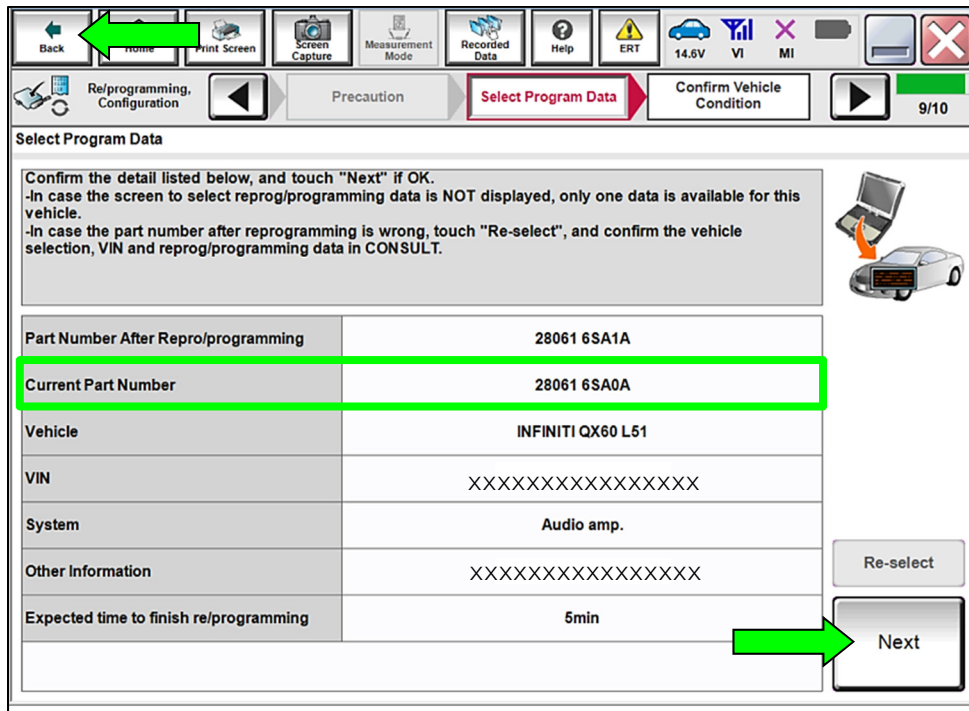 Back
Home
Print Screen
Screen Capture
Measurement Mode
Recorded Data
Help
ERT
14.6V
VI
MI
Re/programming, Configuration
Precaution
Select Program Data
Confirm Vehicle Condition
9/10
Select Program Data
Confirm the detail listed below, and touch "Next" if OK.
-In case the screen to select reprog/programming data is NOT displayed, only one data is available for this
vehicle.
-In case the part number after reprogramming is wrong, touch "Re-select", and confirm the vehicle
selection, VIN and reprog/programming data in CONSULT.
Part Number After Repro/programming 28061 6SA1A
Current Part Number 28061 6SA0A
Vehicle INFINITI QX60 L51
VIN XXXXXXXXXXXXXXXX
System Audio amp.
Other Information XXXXXXXXXXXXXXXX
Expected time to finish re/programming 5min
Re-select
Next